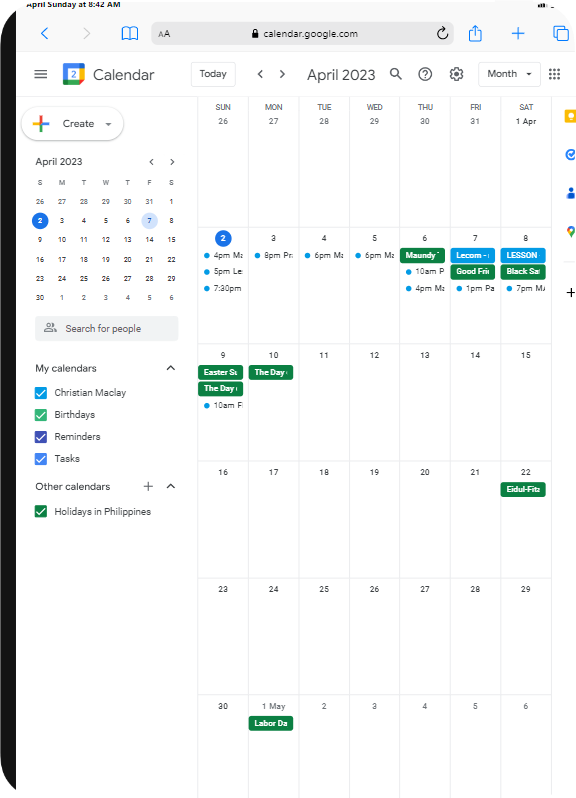 April Sunday at 8:42 AM
AA calendar.google.com
2 Calendar Today April 2023 Month
Create
SUN MON TUE WED THU FRI SAT
26 27 28 29 30 31 1 Apr
April 2023
S M T W T F S
26 27 28 29 30 31 1
2 3 4 5 6 7 8
9 10 11 12 13 14 15
16 17 18 19 20 21 22
23 24 25 26 27 28 29
30 1 2 3 4 5 6
Search for people
My calendars
Christian Maclay
Birthdays
Reminders
Tasks
Other calendars
Holidays in Philippines
2 3 4 5 6 7 8
4pm Ma 8pm Pr 6pm Ma 6pm Ma Maundy Lecom - LESSON
5pm Le 10am P Good Fri Black Sa
7:30pm 4pm Ma 1pm Pa 7pm MA
9 10 11 12 13 14 15
Easter Su The Day
The Day
10am F
16 17 18 19 20 21 22
Eidul-Fitr
23 24 25 26 27 28 29
30 1 May 2 3 4 5 6
Labor Da